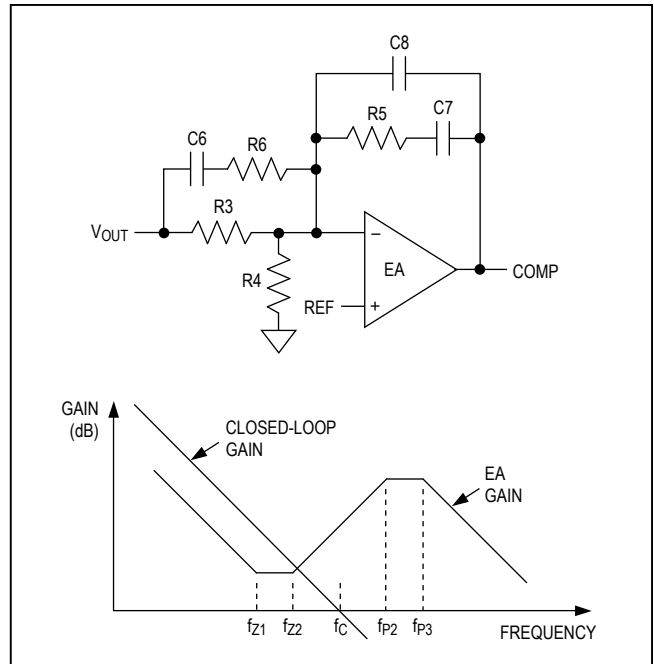 C8
R5
C7
C6
R6
R3
VOUT
R4
−
EA
COMP
REF
+
GAIN
(dB)
CLOSED-LOOP
GAIN
EA
GAIN
fZ1 fZ2 fC fP2 fP3
FREQUENCY